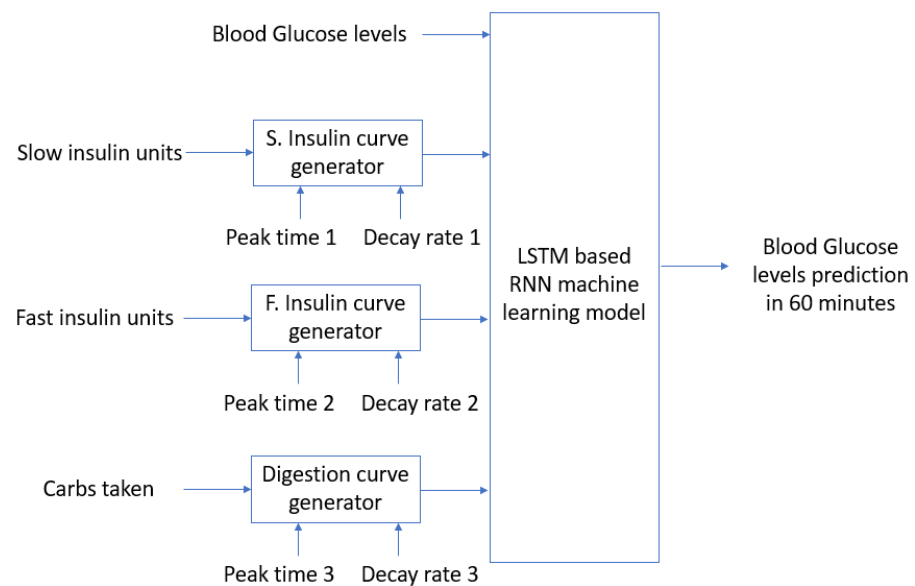 Blood Glucose levels
Slow insulin units
S. Insulin curve
generator
Peak time 1
Decay rate 1
Fast insulin units
F. Insulin curve
generator
Peak time 2
Decay rate 2
Carbs taken
Digestion curve
generator
Peak time 3
Decay rate 3
LSTM based
RNN machine
learning model
Blood Glucose
levels prediction
in 60 minutes